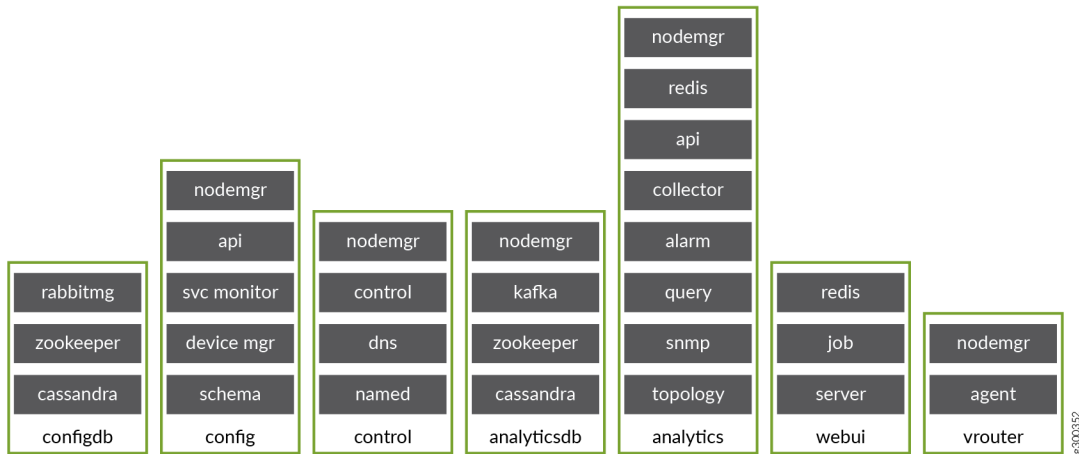 rabbitmg
zookeeper
cassandra
configdb
nodemgr
api
svc monitor
device mgr
schema
config
nodemgr
control
dns
named
control
nodemgr
kafka
zookeeper
cassandra
analyticsdb
nodemgr
redis
api
collector
alarm
query
snmp
topology
analytics
redis
job
server
webui
nodemgr
agent
vrouter
g300352